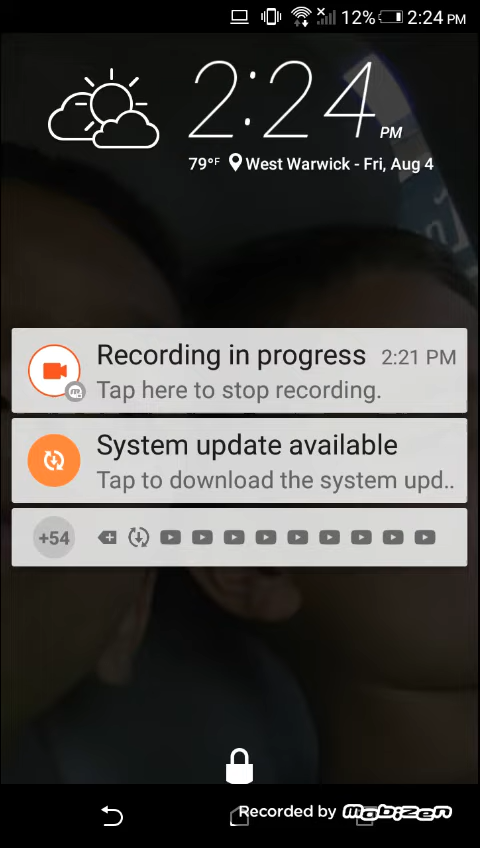 12% 2:24 PM
2:24 PM
79°F West Warwick - Fri, Aug 4
Recording in progress 2:21 PM
Tap here to stop recording.
System update available
Tap to download the system upd..
+54
Recorded by Mobizen